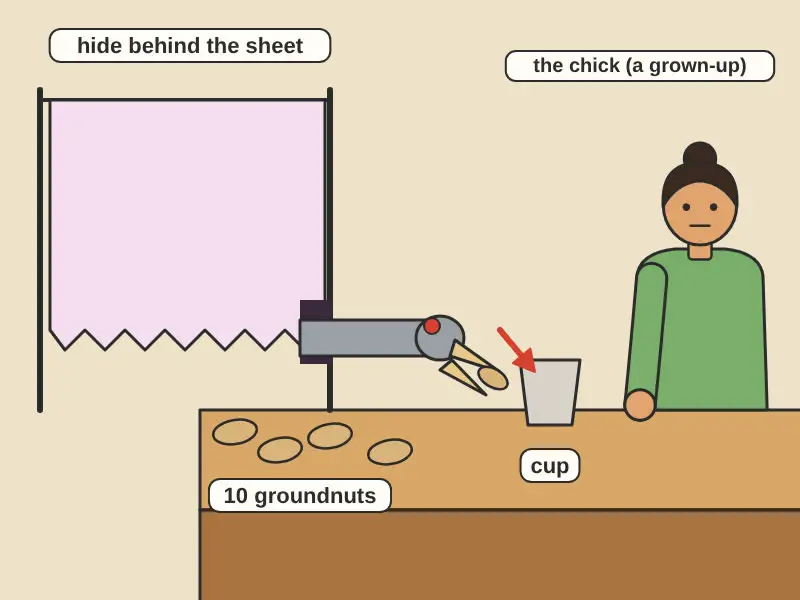 hide behind the sheet
the chick (a grown-up)
cup
10 groundnuts